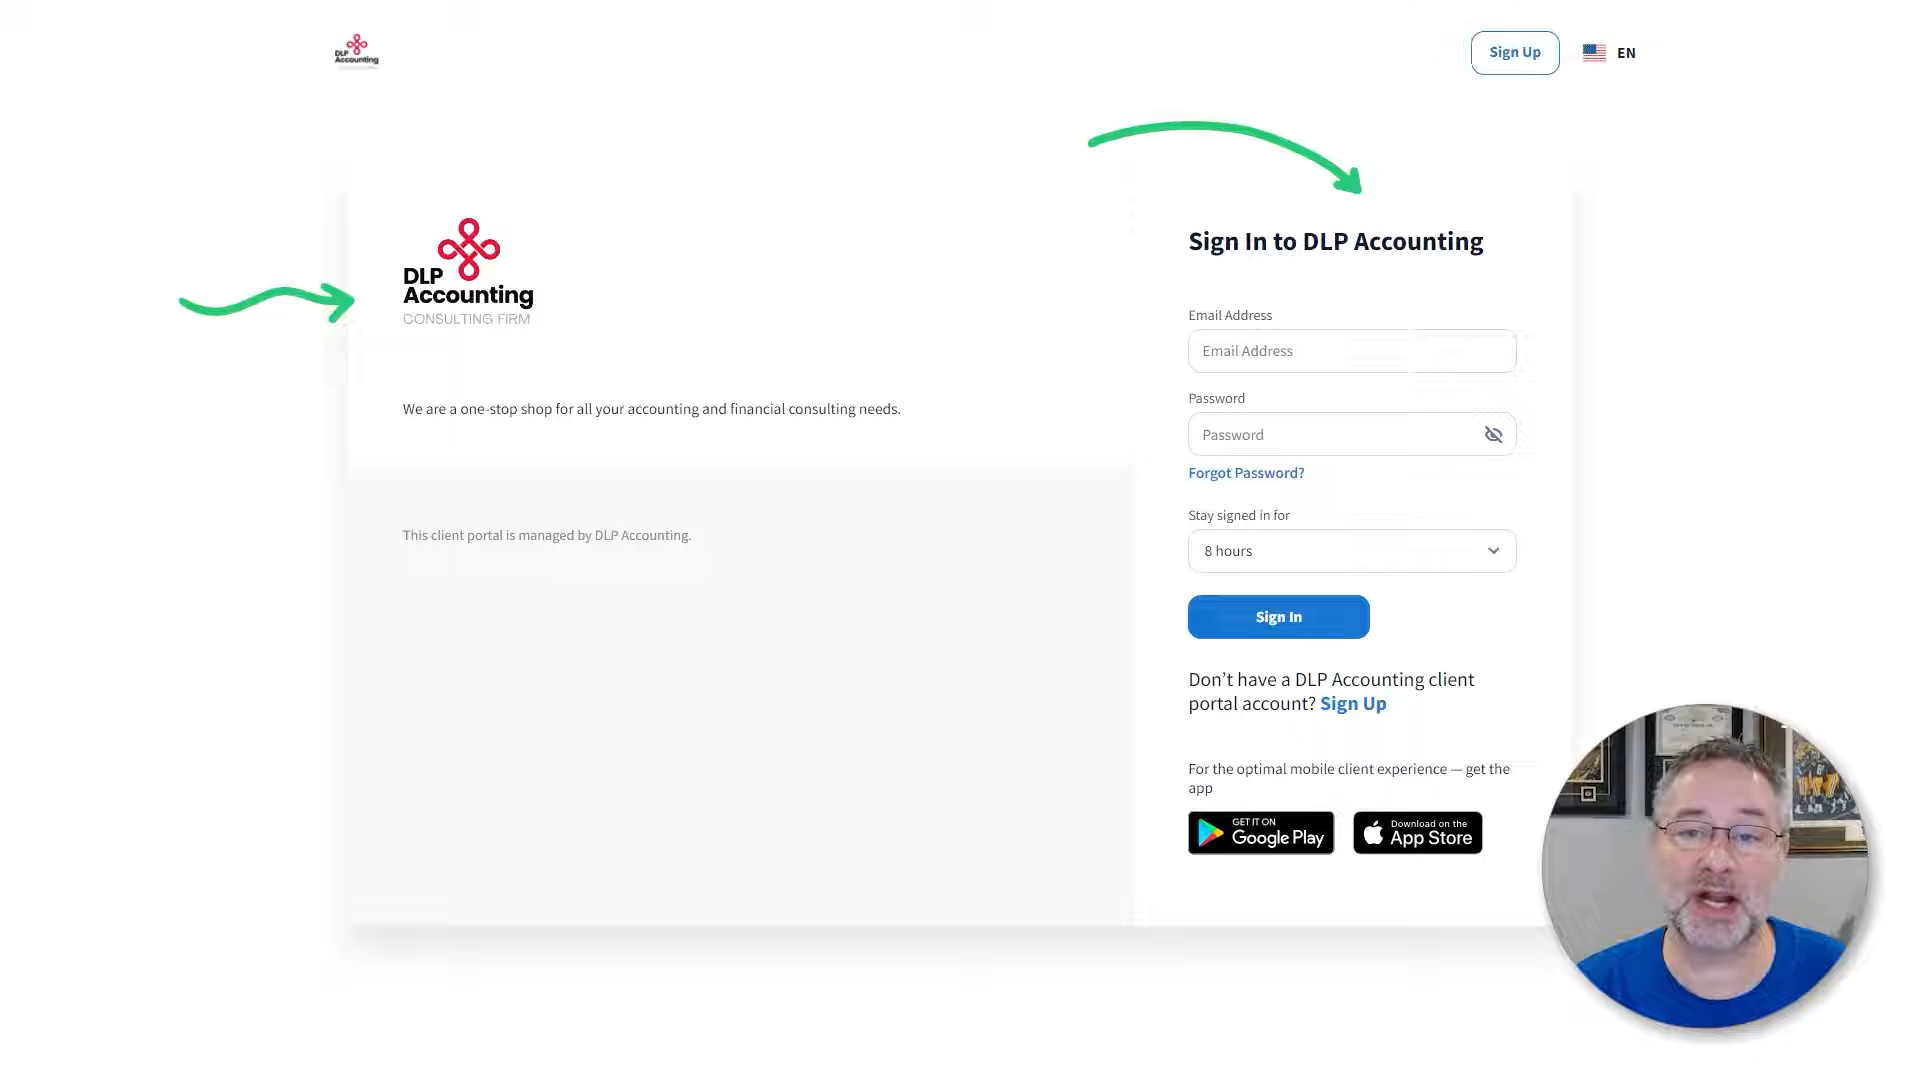 DLP
Accounting
Sign Up
EN
DLP
Accounting
CONSULTING FIRM
We are a one-stop shop for all your accounting and financial consulting needs.
This client portal is managed by DLP Accounting.
Sign In to DLP Accounting
Email Address
Email Address
Password
Password
Forgot Password?
Stay signed in for
8 hours
Sign In
Don’t have a DLP Accounting client
portal account? Sign Up
For the optimal mobile client experience — get the
app
GET IT ON
Google Play
Download on the
App Store